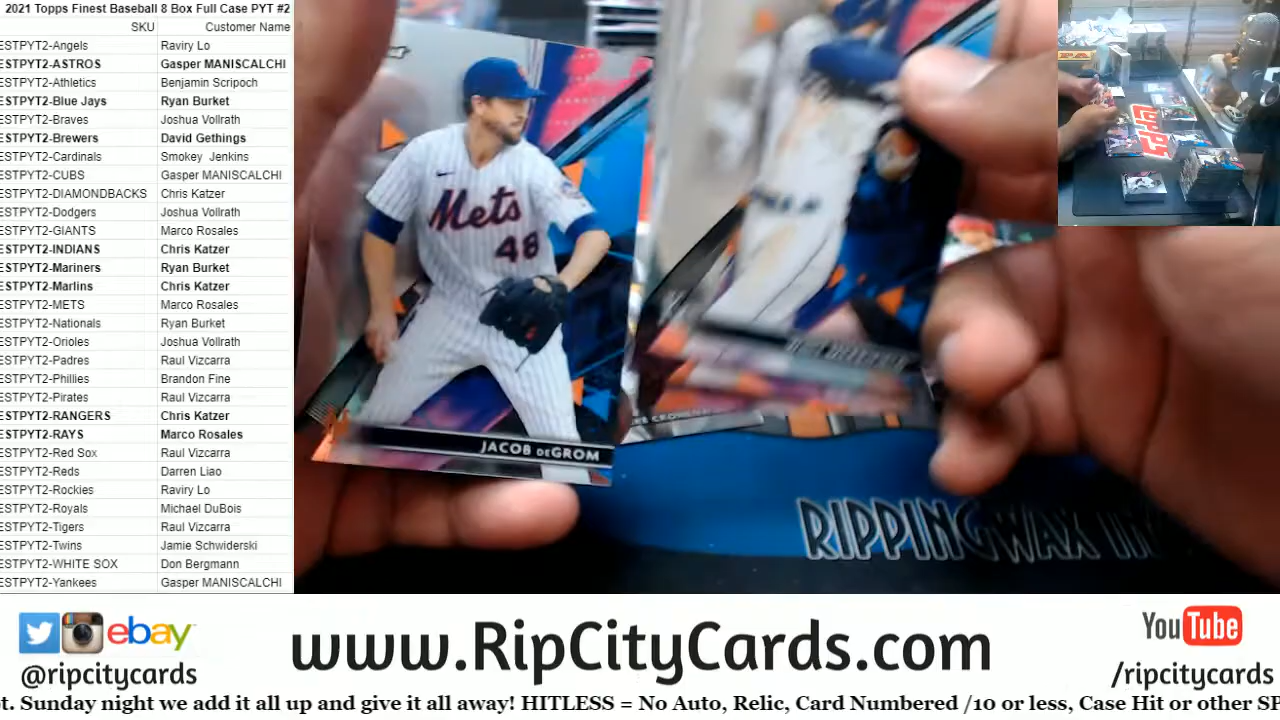 2021 Topps Finest Baseball 8 Box Full Case PYT #2
SKU Customer Name
ESTPYT2-Angels Raviry Lo
ESTPYT2-ASTROS Gasper MANISCALCHI
ESTPYT2-Athletics Benjamin Scripoch
ESTPYT2-Blue Jays Ryan Burket
ESTPYT2-Braves Joshua Vollrath
ESTPYT2-Brewers David Gethings
ESTPYT2-Cardinals Smokey Jenkins
ESTPYT2-CUBS Gasper MANISCALCHI
ESTPYT2-DIAMONDBACKS Chris Katzer
ESTPYT2-Dodgers Joshua Vollrath
ESTPYT2-GIANTS Marco Rosales
ESTPYT2-INDIANS Chris Katzer
ESTPYT2-Mariners Ryan Burket
ESTPYT2-Marlins Chris Katzer
ESTPYT2-METS Marco Rosales
ESTPYT2-Nationals Ryan Burket
ESTPYT2-Orioles Joshua Vollrath
ESTPYT2-Padres Raul Vizcarra
ESTPYT2-Phillies Brandon Fine
ESTPYT2-Pirates Raul Vizcarra
ESTPYT2-RANGERS Chris Katzer
ESTPYT2-RAYS Marco Rosales
ESTPYT2-Red Sox Raul Vizcarra
ESTPYT2-Reds Darren Liao
ESTPYT2-Rockies Raviry Lo
ESTPYT2-Royals Michael DuBois
ESTPYT2-Tigers Raul Vizcarra
ESTPYT2-Twins Jamie Schwiderski
ESTPYT2-WHITE SOX Don Bergmann
ESTPYT2-Yankees Gasper MANISCALCHI
Mets
48
JACOB deGROM
TOPPS
RIPPING WAX IN
ebay
@ripcitycards
www.RipCityCards.com
YouTube
/ripcitycards
ot. Sunday night we add it all up and give it all away! HITLESS = No Auto, Relic, Card Numbered /10 or less, Case Hit or other SP